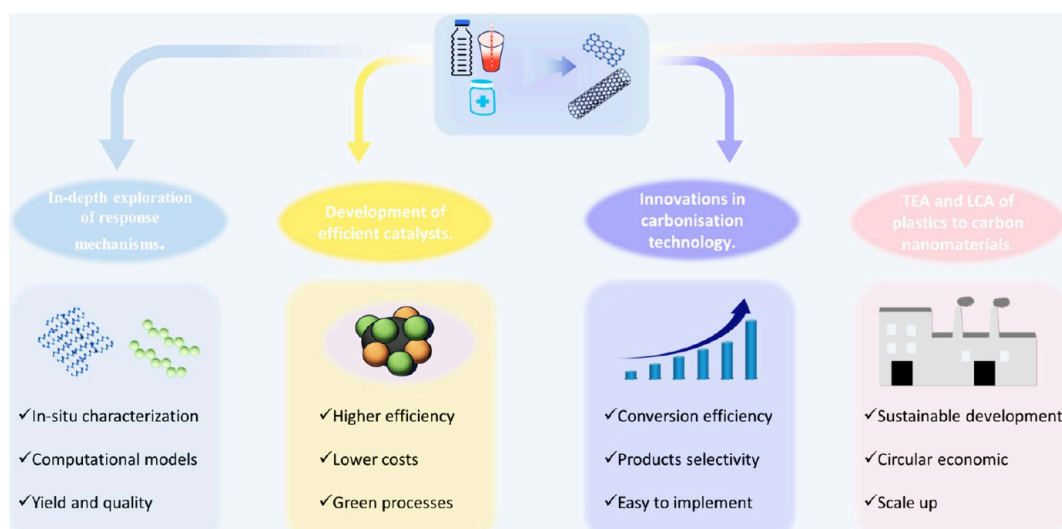 In-depth exploration
of response
mechanisms.
Development of
efficient catalysts.
Innovations in
carbonisation
technology.
TEA and LCA of
plastics to carbon
nanomaterials.
✓In-situ characterization
✓Computational models
✓Yield and quality
✓Higher efficiency
✓Lower costs
✓Green processes
✓Conversion efficiency
✓Products selectivity
✓Easy to implement
✓Sustainable development
✓Circular economic
✓Scale up